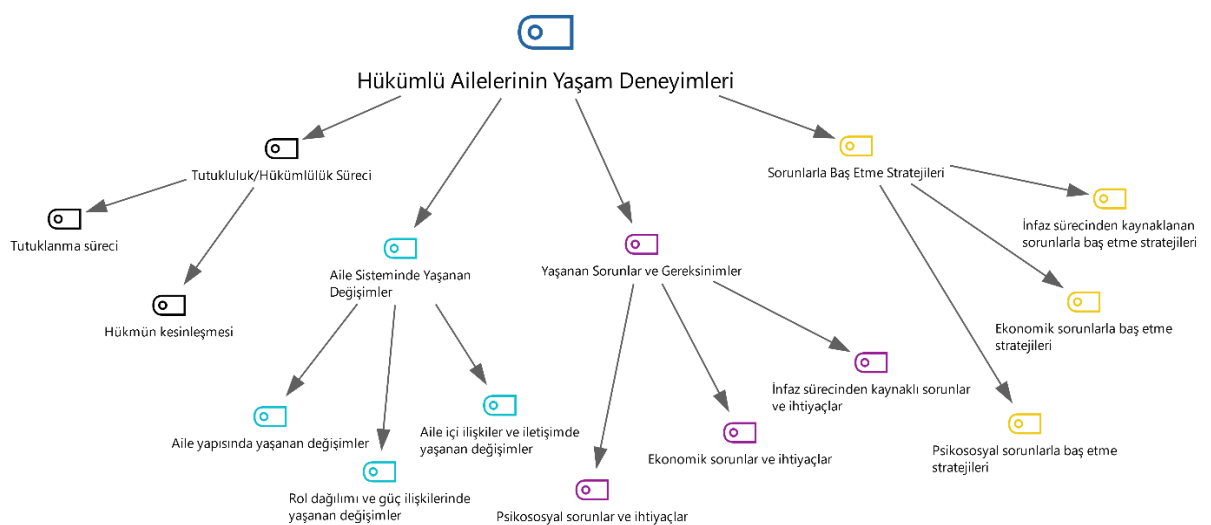 Hükümlü Ailelerinin Yaşam Deneyimleri
Tutukluluk/Hükümlülük Süreci
Tutuklanma süreci
Hükmün kesinleşmesi
Aile Sisteminde Yaşanan
Değişimler
Aile yapısında yaşanan değişimler
Rol dağılımı ve güç ilişkilerinde
yaşanan değişimler
Aile içi ilişkiler ve iletişimde
yaşanan değişimler
Yaşanan Sorunlar ve Gereksinimler
Psikososyal sorunlar ve ihtiyaçlar
Ekonomik sorunlar ve ihtiyaçlar
İnfaz sürecinden kaynaklı sorunlar
ve ihtiyaçlar
Sorunlarla Baş Etme Stratejileri
İnfaz sürecinden kaynaklanan
sorunlarla baş etme stratejileri
Ekonomik sorunlarla baş etme
stratejileri
Psikososyal sorunlarla baş etme
stratejileri